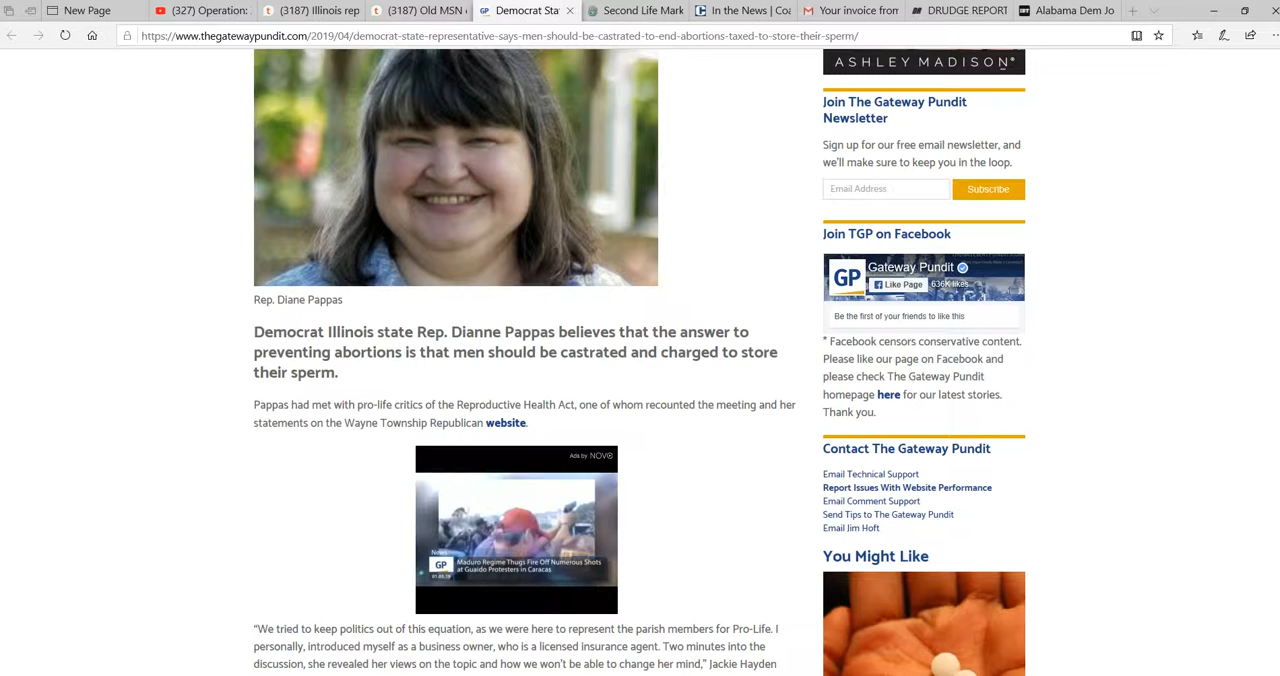 New Page
(327) Operation:
(3187) Illinois rep
(3187) Old MSN
Democrat Sta
Second Life Mark
In the News | Co
Your invoice from
DRUDGE REPORT
Alabama Dem Jo
https://www.thegatewaypundit.com/2019/04/democrat-state-representative-says-men-should-be-castrated-to-end-abortions-taxed-to-store-their-sperm/
Rep. Diane Pappas
Democrat Illinois state Rep. Dianne Pappas believes that the answer to
preventing abortions is that men should be castrated and charged to store
their sperm.
Pappas had met with pro-life critics of the Reproductive Health Act, one of whom recounted the meeting and her
statements on the Wayne Township Republican website.
Ads by NOVO
News
GP
Maduro Regime Thugs Fire Off Numerous Shots
at Guaido Protesters in Caracas
“We tried to keep politics out of this equation, as we were here to represent the parish members for Pro-Life. I
personally, introduced myself as a business owner, who is a licensed insurance agent. Two minutes into the
discussion, she revealed her views on the topic and how we won’t be able to change her mind,” Jackie Hayden
ASHLEY MADISON®
Join The Gateway Pundit
Newsletter
Sign up for our free email newsletter, and
we'll make sure to keep you in the loop.
Email Address
Subscribe
Join TGP on Facebook
GP
Gateway Pundit
Like Page
636K likes
Be the first of your friends to like this
* Facebook censors conservative content.
Please like our page on Facebook and
please check The Gateway Pundit
homepage here for our latest stories.
Thank you.
Contact The Gateway Pundit
Email Technical Support
Report Issues With Website Performance
Email Comment Support
Send Tips to The Gateway Pundit
Email Jim Hoft
You Might Like